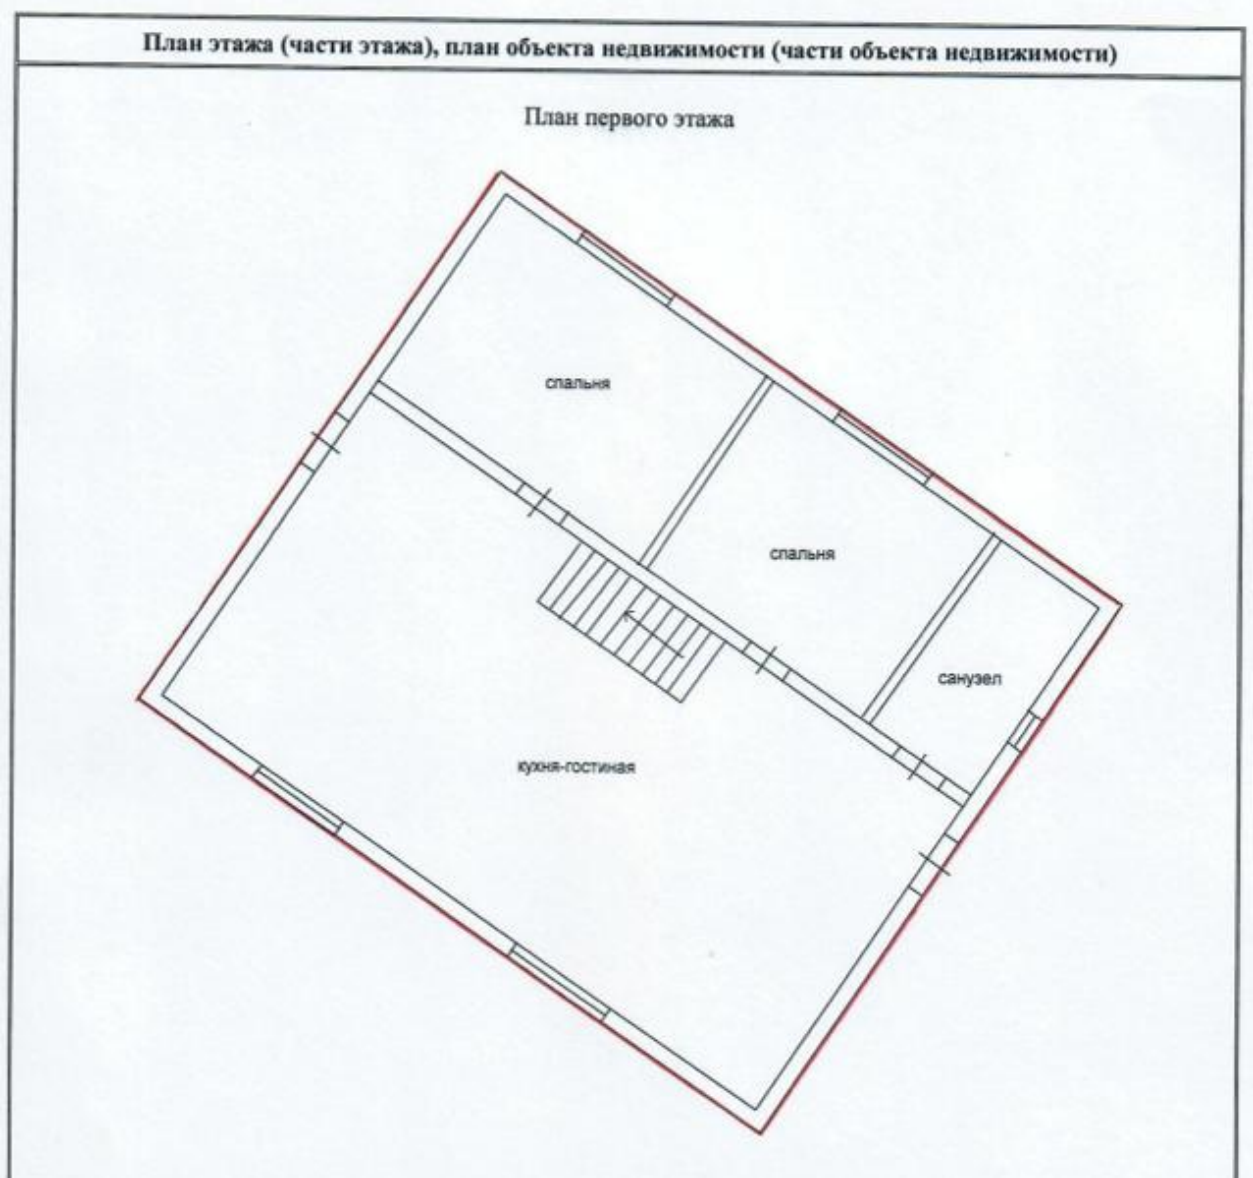 План этажа (части этажа), план объекта недвижимости (части объекта недвижимости)
План первого этажа
спальня
спальня
санузел
кухня-гостиная